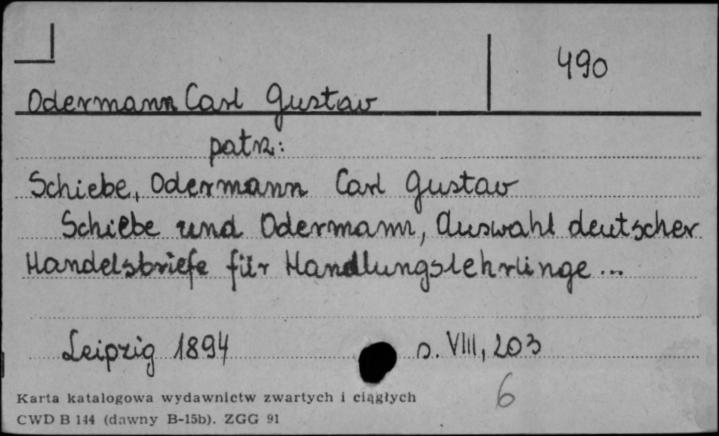 490
Odermann Carl Gustav
patrz:
Schiebe, Odermann Carl Gustav
Schiebe und Odermann, Auswahl deutscher
Handelsbriefe für Handlungslehrlinge...
Leipzig 1894 s. VIII, 203
6
Karta katalogowa wydawnictw zwartych i ciągłych
CWD B 144 (dawny B-15b). ZGG 91